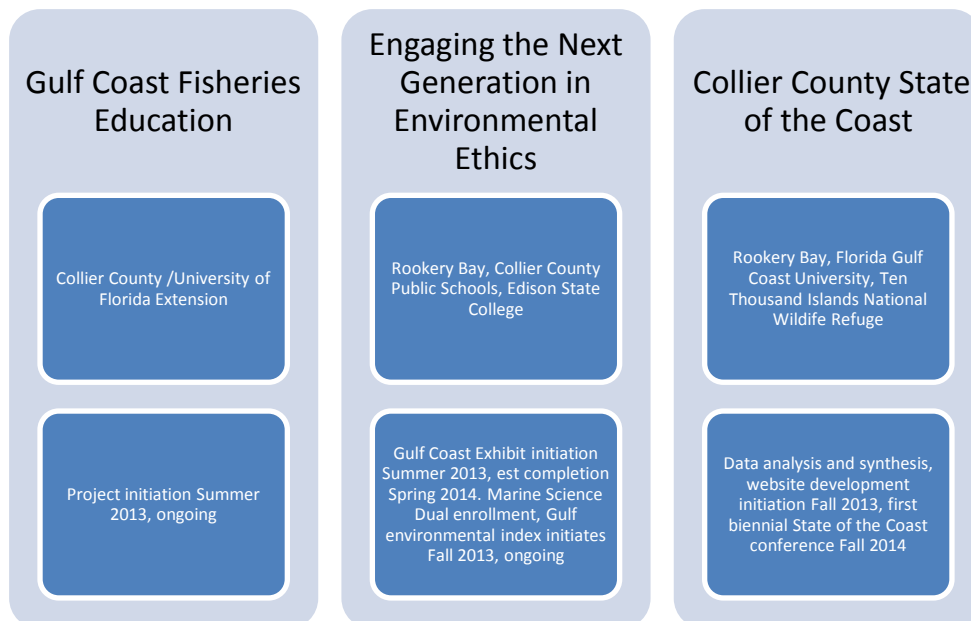 Gulf Coast Fisheries
Education
Collier County /University of
Florida Extension
Project initiation Summer
2013, ongoing
Engaging the Next
Generation in
Environmental
Ethics
Rookery Bay, Collier County
Public Schools, Edison State
College
Gulf Coast Exhibit initiation
Summer 2013, est completion
Spring 2014. Marine Science
Dual enrollment, Gulf
environmental index initiates
Fall 2013, ongoing
Collier County State
of the Coast
Rookery Bay, Florida Gulf
Coast University, Ten
Thousand Islands National
Wildlife Refuge
Data analysis and synthesis,
website development
initiation Fall 2013, first
biennial State of the Coast
conference Fall 2014